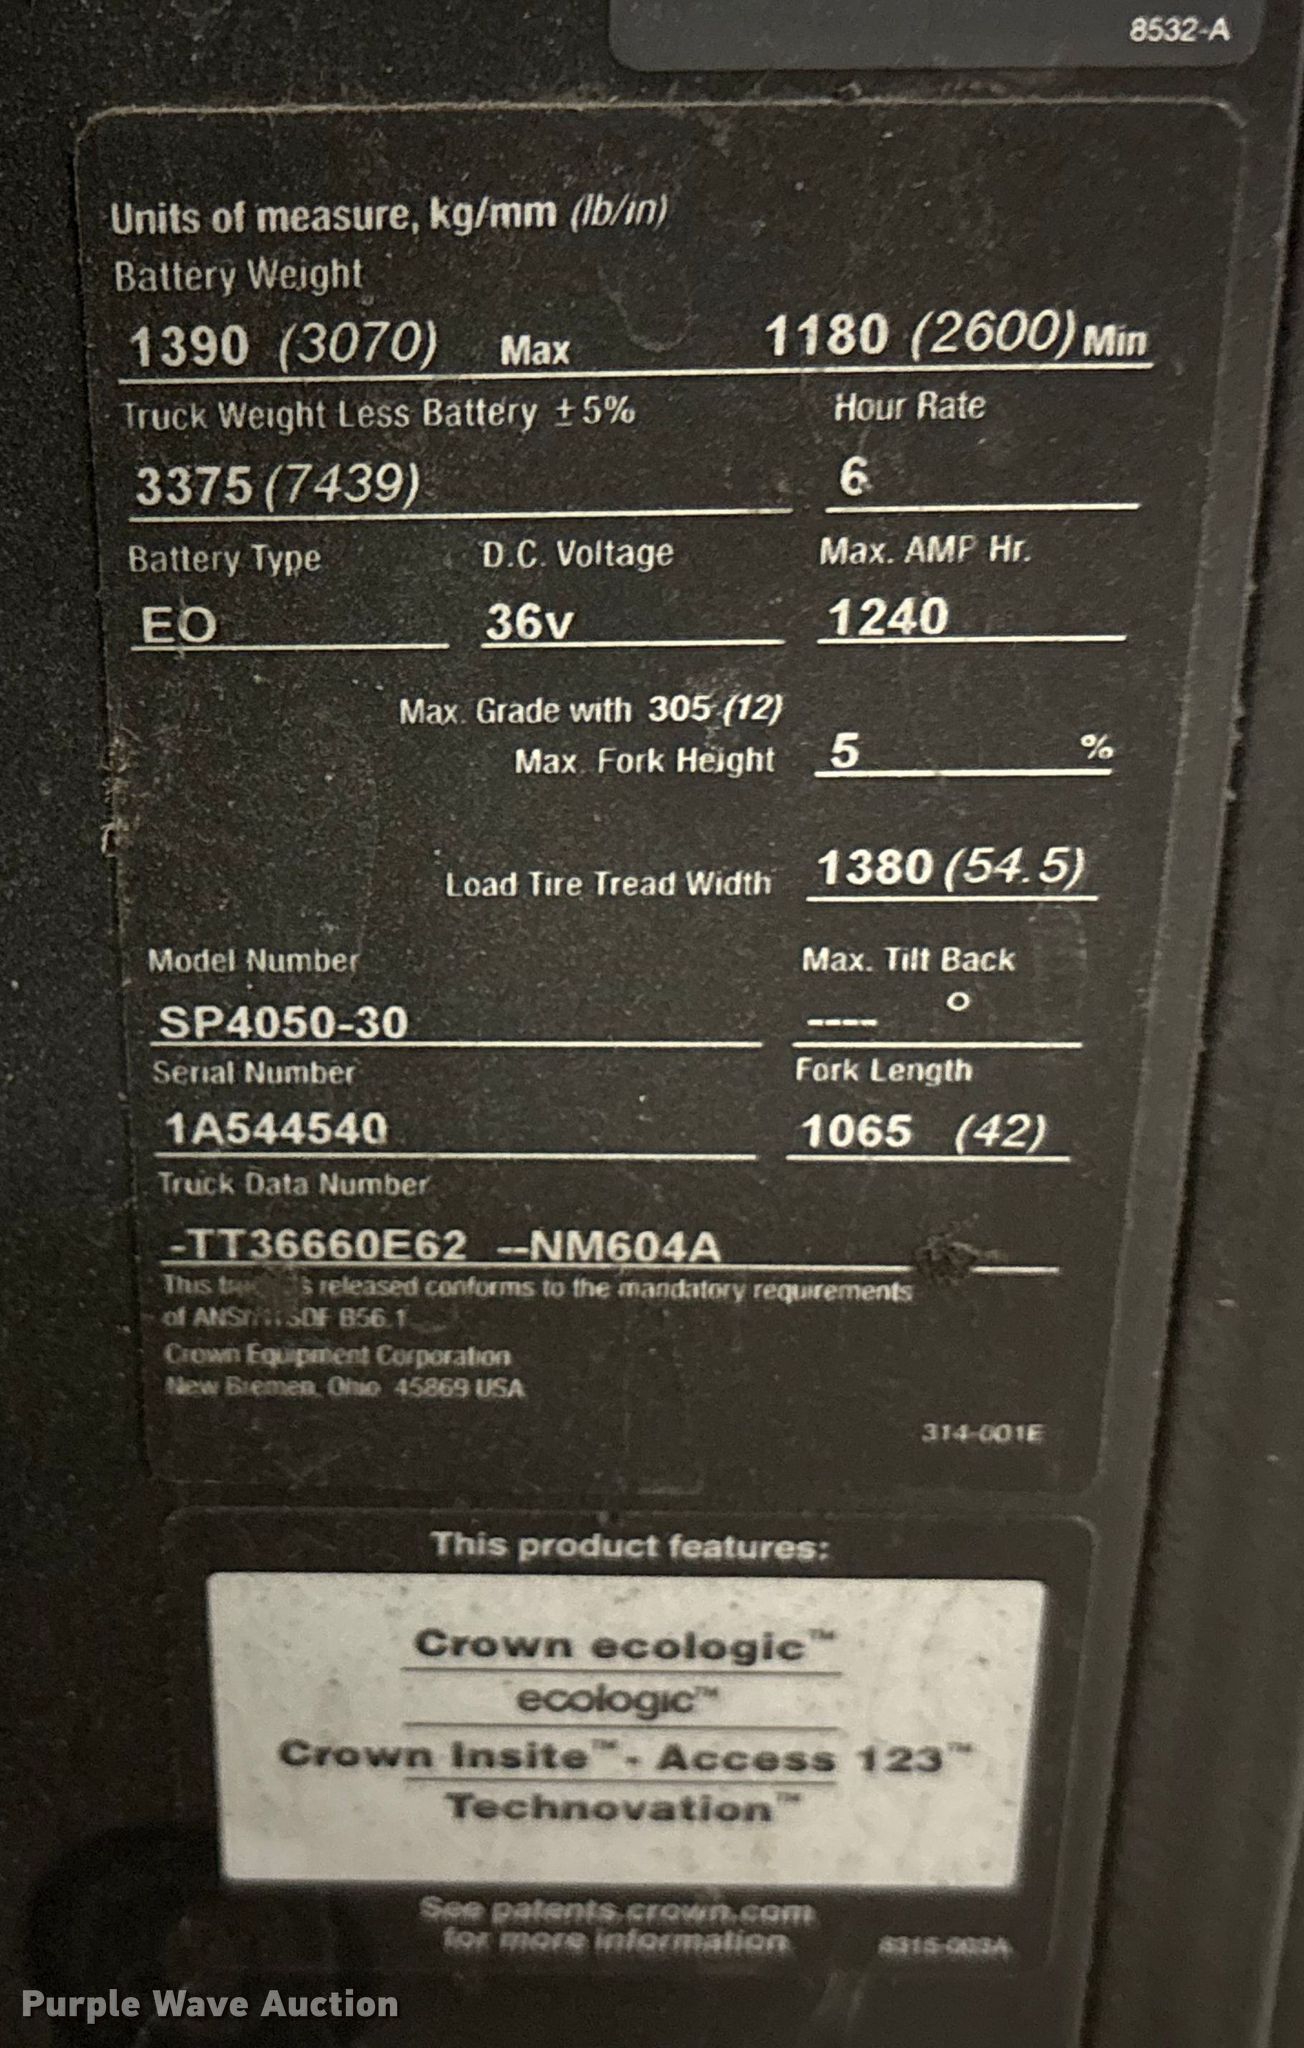 8532-A
Units of measure, kg/mm (lb/in)
Battery Weight
1390 (3070) Max 1180 (2600) Min
Truck Weight Less Battery ±5% Hour Rate
3375 (7439) 6
Battery Type D.C. Voltage Max. AMP Hr.
EO 36v 1240
Max. Grade with 305 (12)
Max. Fork Height 5 %
Load Tire Tread Width 1380 (54.5)
Model Number Max. Tilt Back
SP4050-30 ---- °
Serial Number Fork Length
1A544540 1065 (42)
Truck Data Number
-TT36660E62 --NM604A
This released conforms to the mandatory requirements
of B56.1
Crown Equipment Corporation
New Bremen, Ohio 45869 USA
314-001E
This product features:
Crown ecologic™
ecologic™
Crown Insite™ - Access 123™
Technovation™
See patents.crown.com
for more information 8315-003A
Purple Wave Auction